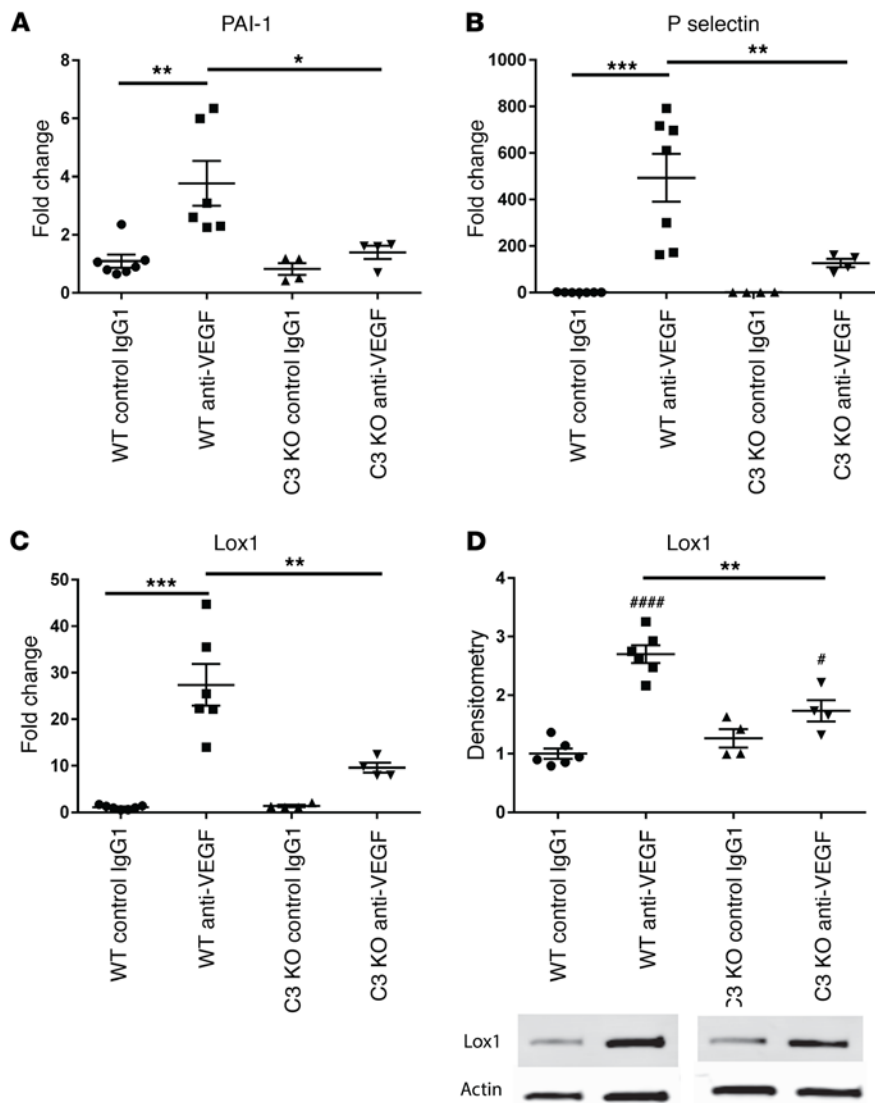 A
PAI-1
Fold change
8
6
4
2
0
**
*
WT control IgG1
WT anti-VEGF
C3 KO control IgG1
C3 KO anti-VEGF
B
P selectin
Fold change
1000
800
600
400
200
0
***
**
WT control IgG1
WT anti-VEGF
C3 KO control IgG1
C3 KO anti-VEGF
C
Lox1
Fold change
50
40
30
20
10
0
***
**
WT control IgG1
WT anti-VEGF
C3 KO control IgG1
C3 KO anti-VEGF
D
Lox1
Densitometry
4
3
2
1
0
**
####
#
WT control IgG1
WT anti-VEGF
C3 KO control IgG1
C3 KO anti-VEGF
Lox1
Actin